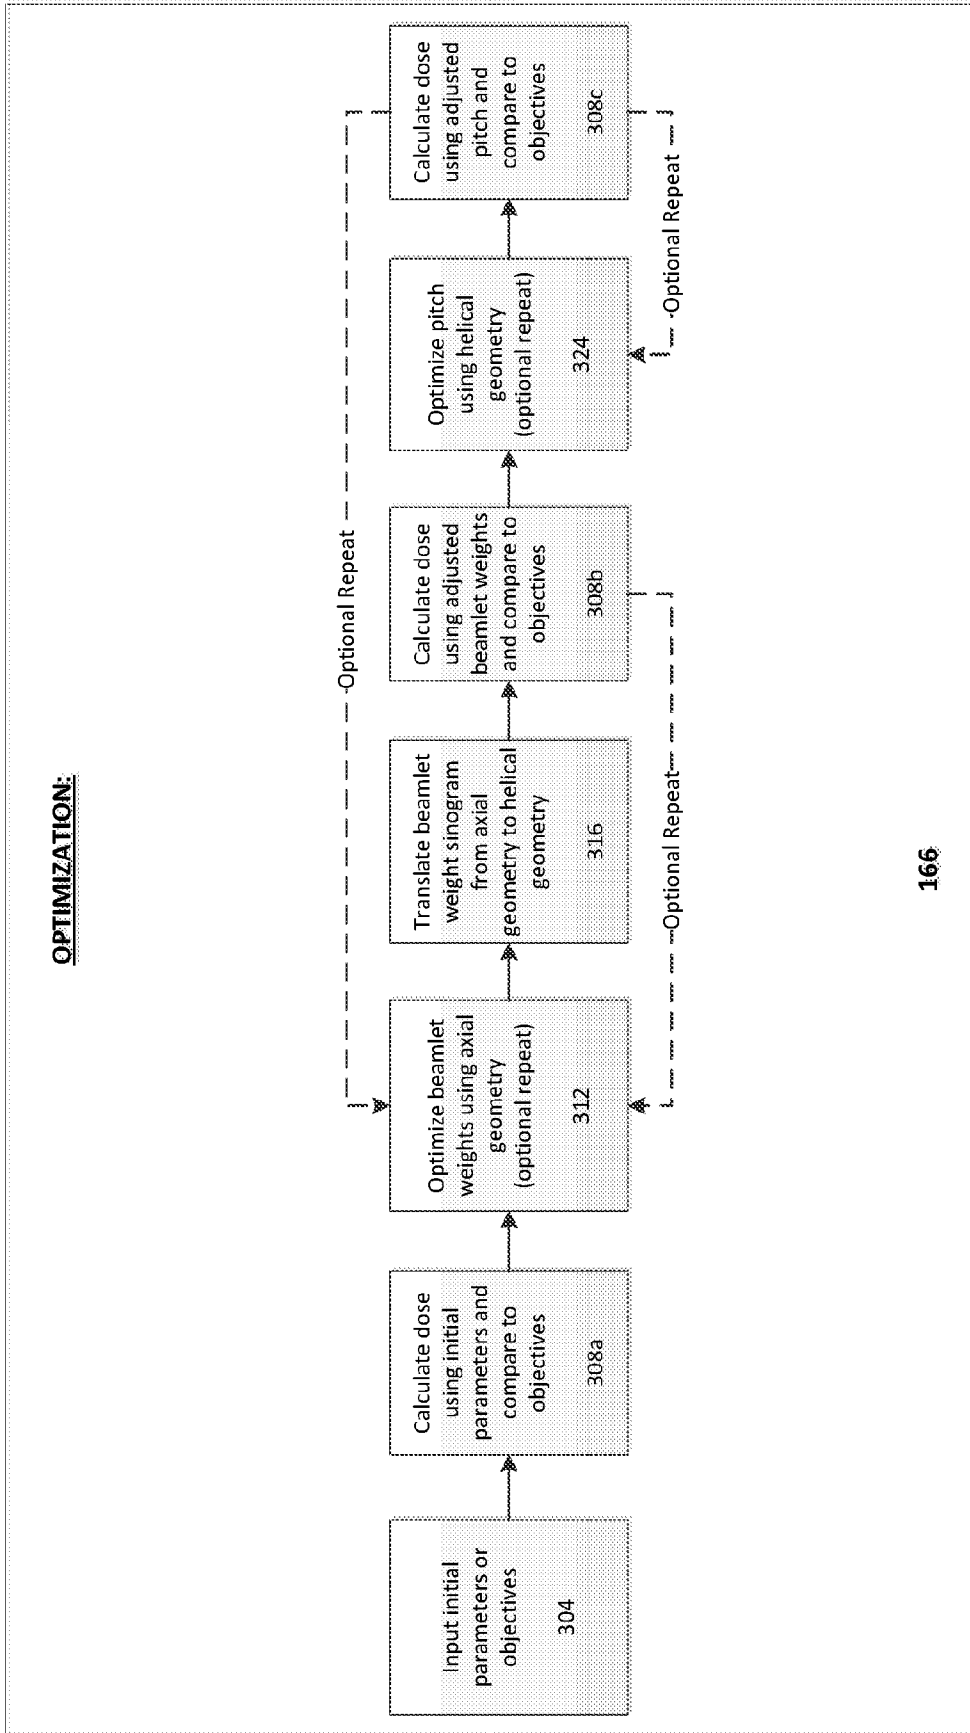 OPTIMIZATION:
Input initial
parameters or
objectives
304
Calculate dose
using initial
parameters and
compare to
objectives
308a
Optimize beamlet
weights using axial
geometry
(optional repeat)
312
Translate beamlet
weight sinogram
from axial
geometry to helical
geometry
316
Calculate dose
using adjusted
beamlet weights
and compare to
objectives
308b
Optimize pitch
using helical
geometry
(optional repeat)
324
Calculate dose
using adjusted
pitch and
compare to
objectives
308c
Optional Repeat
Optional Repeat
Optional Repeat
166